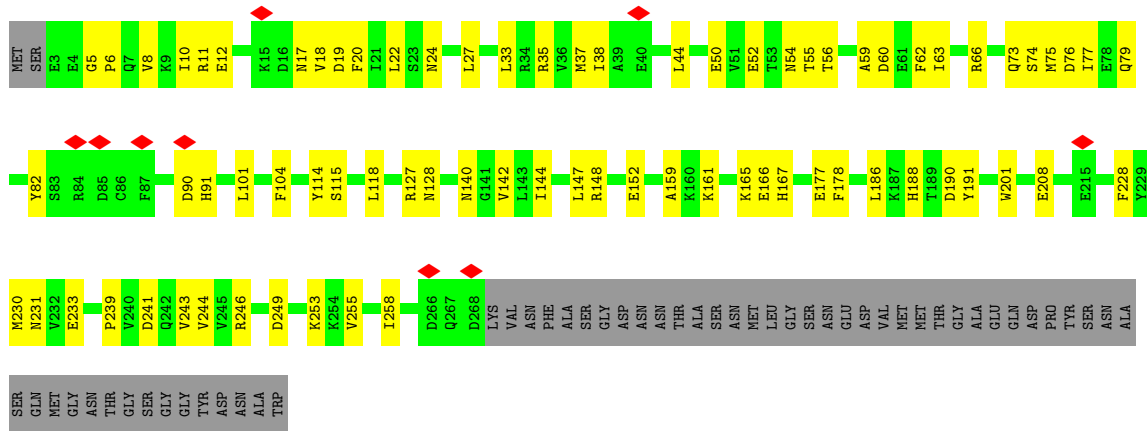 MET SER E3 E4 G5 P6 Q7 V8 K9 I10 R11 E12 K15 D16 N17 V18 D19 F20 I21 L22 S23 N24 L27 L33 R34 R35 V36 M37 I38 A39 E40 L44 E50 V51 E52 T53 N54 T55 T56 A59 D60 E61 F62 I63 R66 Q73 S74 M75 D76 I77 E78 Q79
Y82 S83 R84 D85 C86 F87 D90 H91 L101 F104 Y114 S115 L118 R127 N128 N140 G141 V142 L143 I144 L147 R148 E152 A159 K160 K161 K165 E166 H167 E177 F178 L186 K187 H188 T189 D190 Y191 W201 E208 E215 F228 Y229
M230 N231 V232 E233 P239 V240 D241 Q242 V243 V244 V245 R246 D249 K253 K254 V255 I258 D266 Q267 D268 LYS VAL ASN PHE ALA SER GLY ASP ASN ASN THR ALA SER ASN MET LEU GLY SER ASN GLU ASP VAL MET MET THR GLY ALA GLU GLN ASP PRO TYR SER ASN ALA
SER GLN MET GLY ASN THR GLY SER GLY GLY TYR ASP ASN ALA TRP